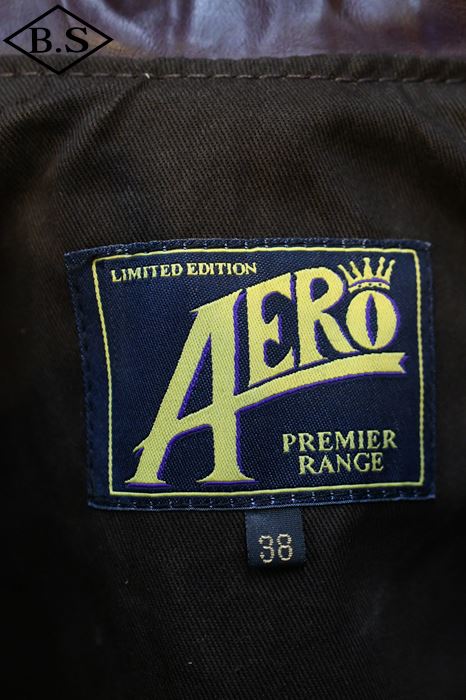 B.S
LIMITED EDITION
AERO
PREMIER
RANGE
38